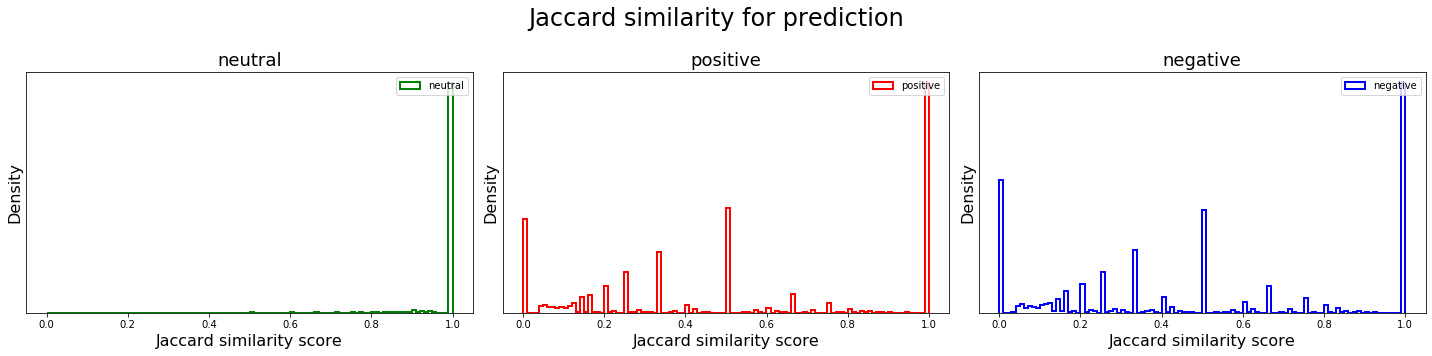 Jaccard similarity for prediction
neutral
neutral
Density
0.0 0.2 0.4 0.6 0.8 1.0
Jaccard similarity score
positive
positive
Density
0.0 0.2 0.4 0.6 0.8 1.0
Jaccard similarity score
negative
negative
Density
0.0 0.2 0.4 0.6 0.8 1.0
Jaccard similarity score